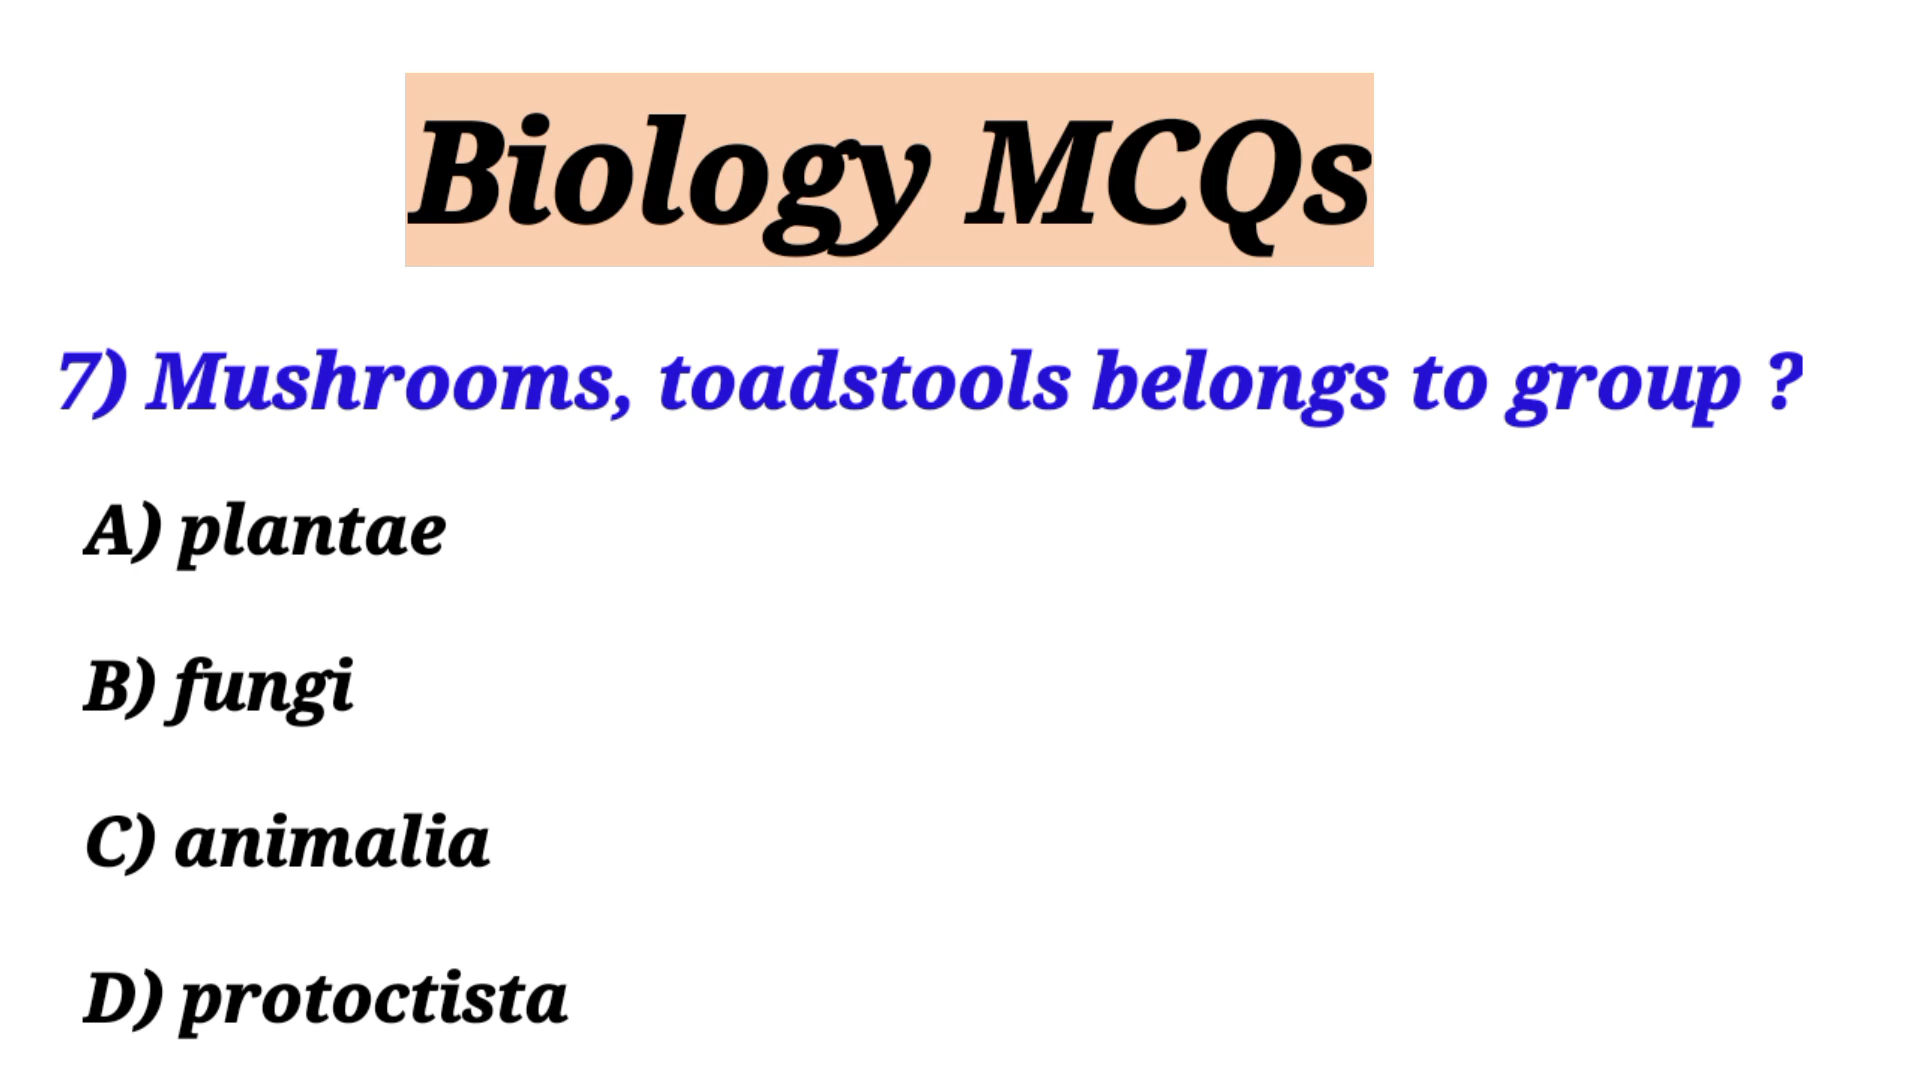 Biology MCQs
7) Mushrooms, toadstools belongs to group ?
A) plantae
B) fungi
C) animalia
D) protoctista